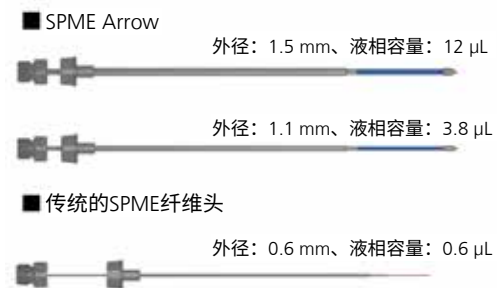 ■ SPME Arrow
外径：1.5 mm、液相容量：12 µL
外径：1.1 mm、液相容量：3.8 µL
■ 传统的SPME纤维头
外径：0.6 mm、液相容量：0.6 µL